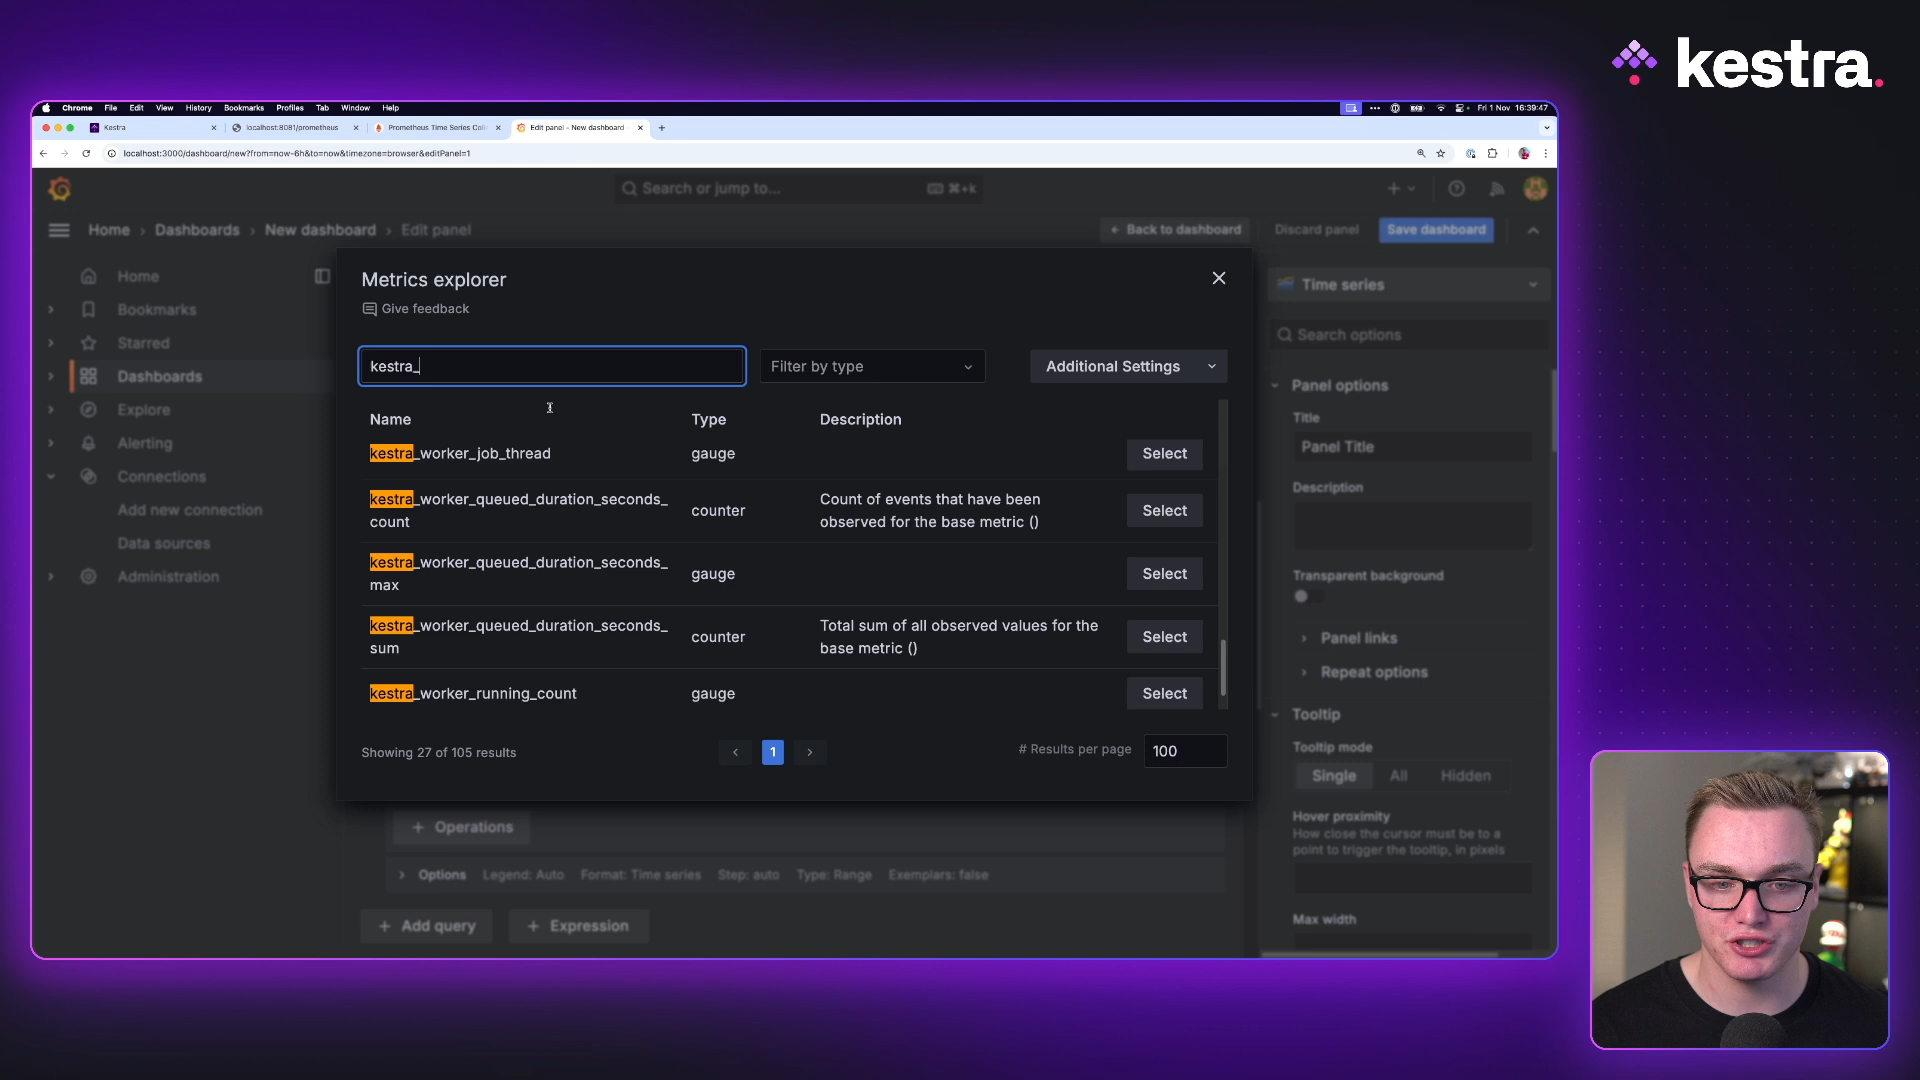 kestra.
Chrome File Edit View History Bookmarks Profiles Tab Window Help
Fri 1 Nov 16:39:47
Kestra
localhost:8081/prometheus
Prometheus Time Series Coll
Edit panel - New dashboard
localhost:3000/dashboard/new?from=now-6h&to=now&timezone=browser&editPanel=1
Search or jump to...
⌘+k
Home › Dashboards › New dashboard › Edit panel
Back to dashboard
Discard panel
Save dashboard
Home
Bookmarks
Starred
Dashboards
Explore
Alerting
Connections
Add new connection
Data sources
Administration
Metrics explorer
Give feedback
kestra_
Filter by type
Additional Settings
Name Type Description
kestra_worker_job_thread gauge Select
kestra_worker_queued_duration_seconds_
count
counter
Count of events that have been
observed for the base metric ()
Select
kestra_worker_queued_duration_seconds_
max
gauge
Select
kestra_worker_queued_duration_seconds_
sum
counter
Total sum of all observed values for the
base metric ()
Select
kestra_worker_running_count gauge Select
Showing 27 of 105 results
1
# Results per page 100
+ Operations
Options Legend: Auto Format: Time series Step: auto Type: Range Exemplars: false
+ Add query
+ Expression
Time series
Search options
Panel options
Title
Panel Title
Description
Transparent background
Panel links
Repeat options
Tooltip
Tooltip mode
Single All Hidden
Hover proximity
How close the cursor must be to a
point to trigger the tooltip, in pixels
Max width